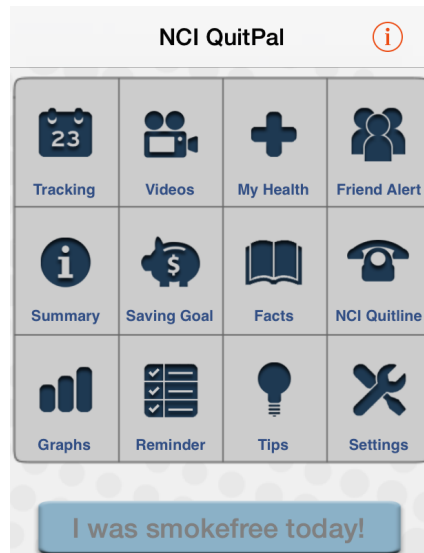 NCI QuitPal
i
23
Tracking
Videos
My Health
Friend Alert
i
$
Summary
Saving Goal
Facts
NCI Quitline
Graphs
Reminder
Tips
Settings
I was smokefree today!